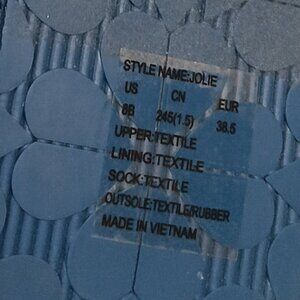 STYLE NAME:JOLIE
US CN EUR
8B 245(1.5) 38.5
UPPER:TEXTILE
LINING:TEXTILE
SOCK:TEXTILE
OUTSOLE:TEXTILE/RUBBER
MADE IN VIETNAM